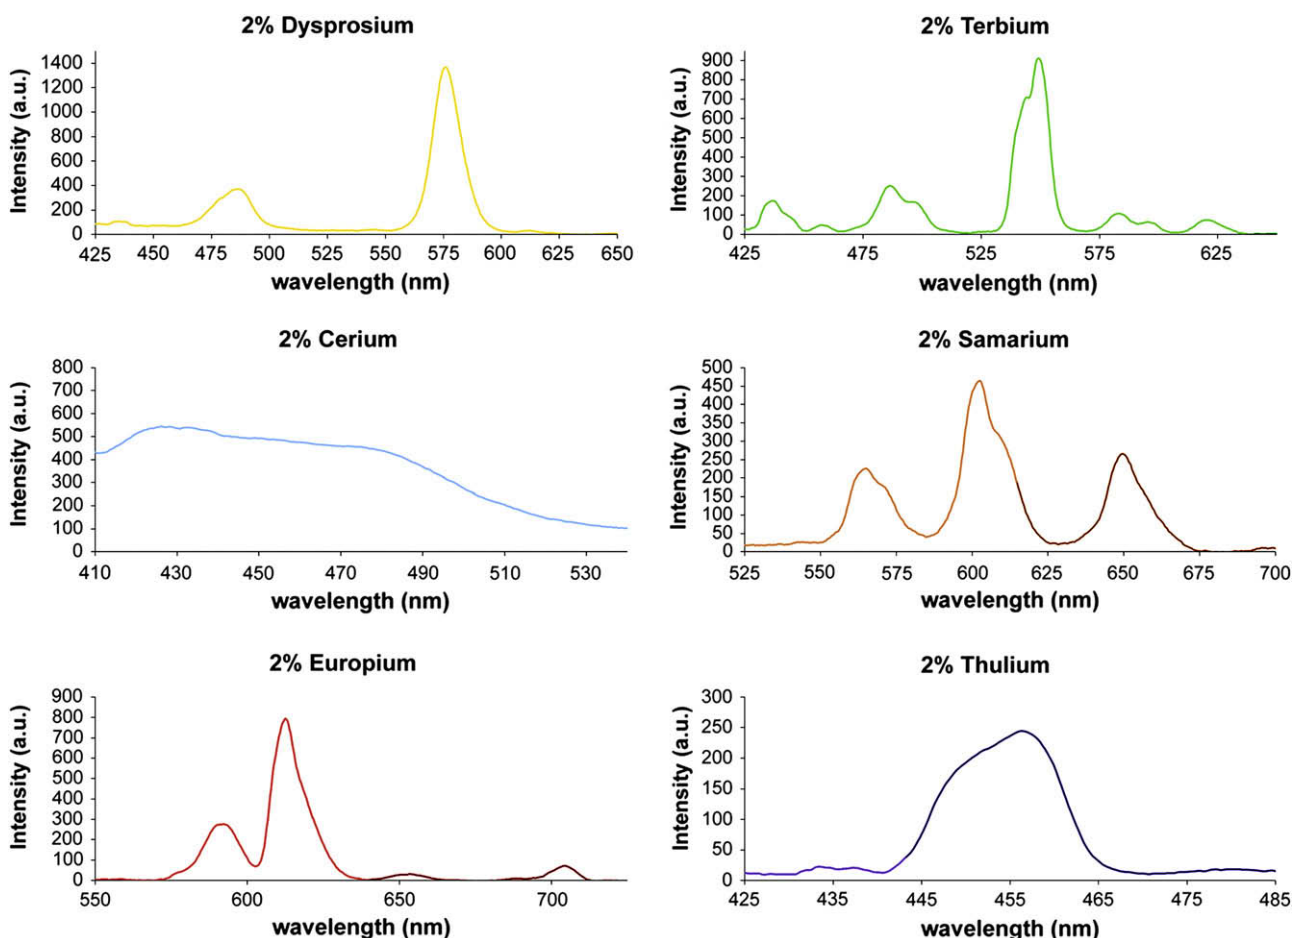 2% Dysprosium
Intensity (a.u.)
1400
1200
1000
800
600
400
200
0
425 450 475 500 525 550 575 600 625 650
wavelength (nm)
2% Terbium
Intensity (a.u.)
900
800
700
600
500
400
300
200
100
0
425 475 525 575 625
wavelength (nm)
2% Cerium
Intensity (a.u.)
800
700
600
500
400
300
200
100
0
410 430 450 470 490 510 530
wavelength (nm)
2% Samarium
Intensity (a.u.)
500
450
400
350
300
250
200
150
100
50
0
525 550 575 600 625 650 675 700
wavelength (nm)
2% Europium
Intensity (a.u.)
900
800
700
600
500
400
300
200
100
0
550 600 650 700
wavelength (nm)
2% Thulium
Intensity (a.u.)
300
250
200
150
100
50
0
425 435 445 455 465 475 485
wavelength (nm)